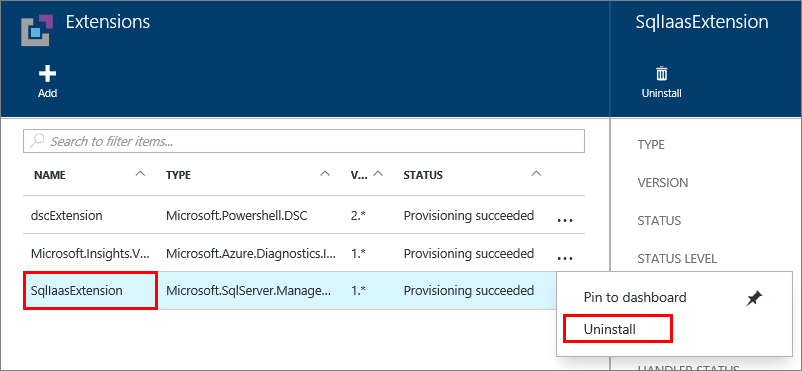 Extensions
Add
Search to filter items...
NAME TYPE V... STATUS
dscExtension Microsoft.Powershell.DSC 2.* Provisioning succeeded ...
Microsoft.Insights.V... Microsoft.Azure.Diagnostics.I... 1.* Provisioning succeeded ...
SqlIaasExtension Microsoft.SqlServer.Manage... 1.* Provisioning succeeded
SqlIaasExtension
Uninstall
TYPE
VERSION
STATUS
STATUS LEVEL
Pin to dashboard
Uninstall
HANDLER STATUS